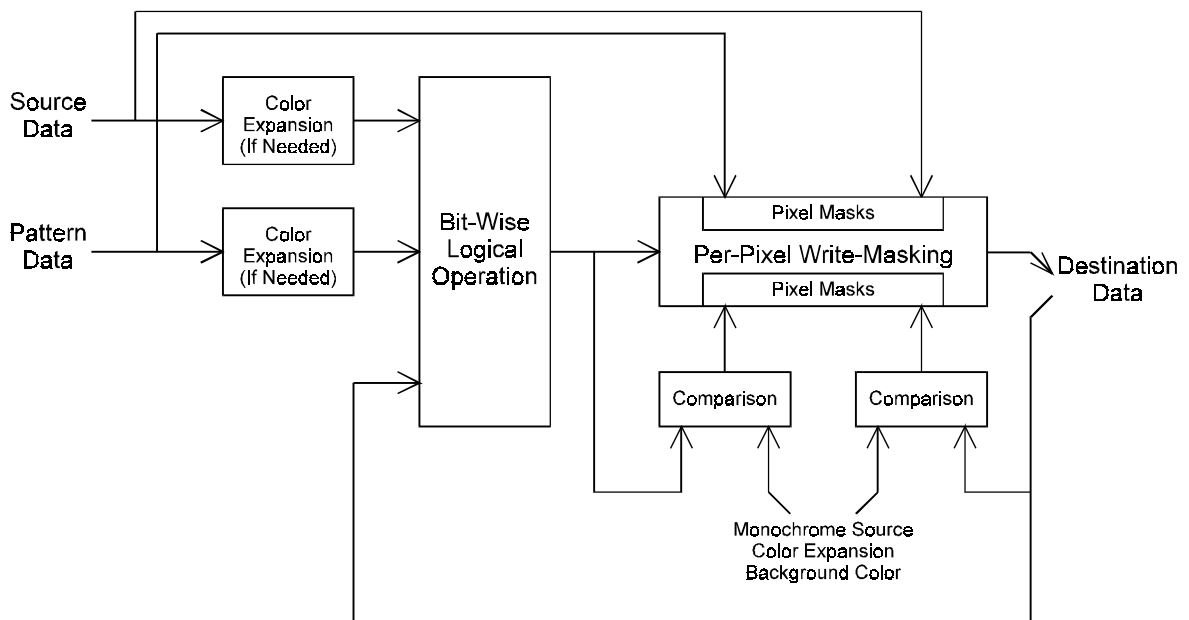 Source
Data
Color
Expansion
(If Needed)
Pattern
Data
Color
Expansion
(If Needed)
Bit-Wise
Logical
Operation
Pixel Masks
Per-Pixel Write-Masking
Pixel Masks
Destination
Data
Comparison
Comparison
Monochrome Source
Color Expansion
Background Color